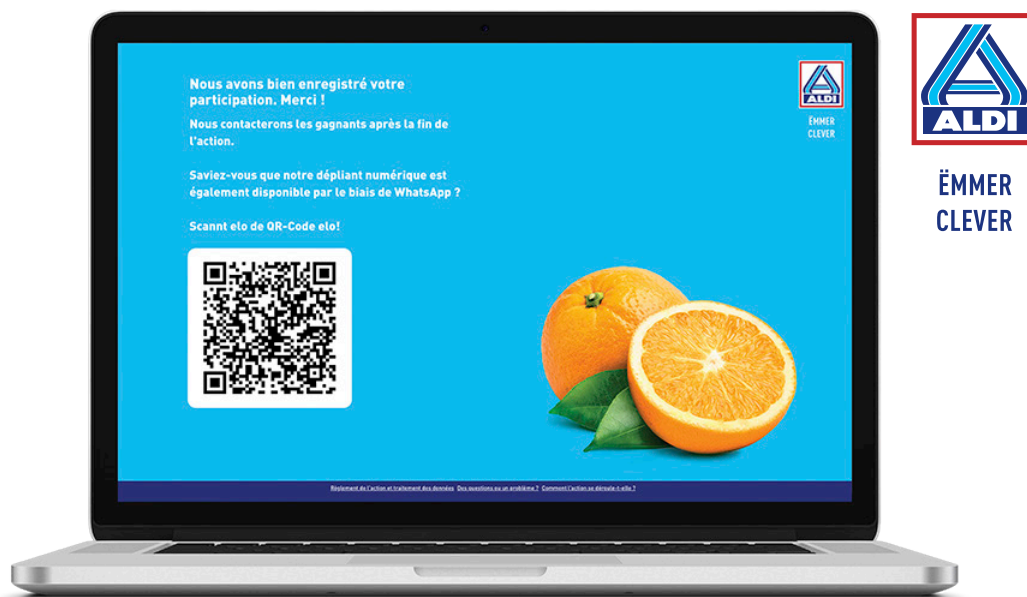 Nous avons bien enregistré votre
participation. Merci !
Nous contacterons les gagnants après la fin de
l'action.
Saviez-vous que notre dépliant numérique est
également disponible par le biais de WhatsApp ?
Scannt elo de QR-Code elo!
ALDI
ËMMER
CLEVER
Règlement de l'action et traitement des données Des questions ou un problème ? Comment l'action se déroule-t-elle ?
ALDI
ËMMER
CLEVER